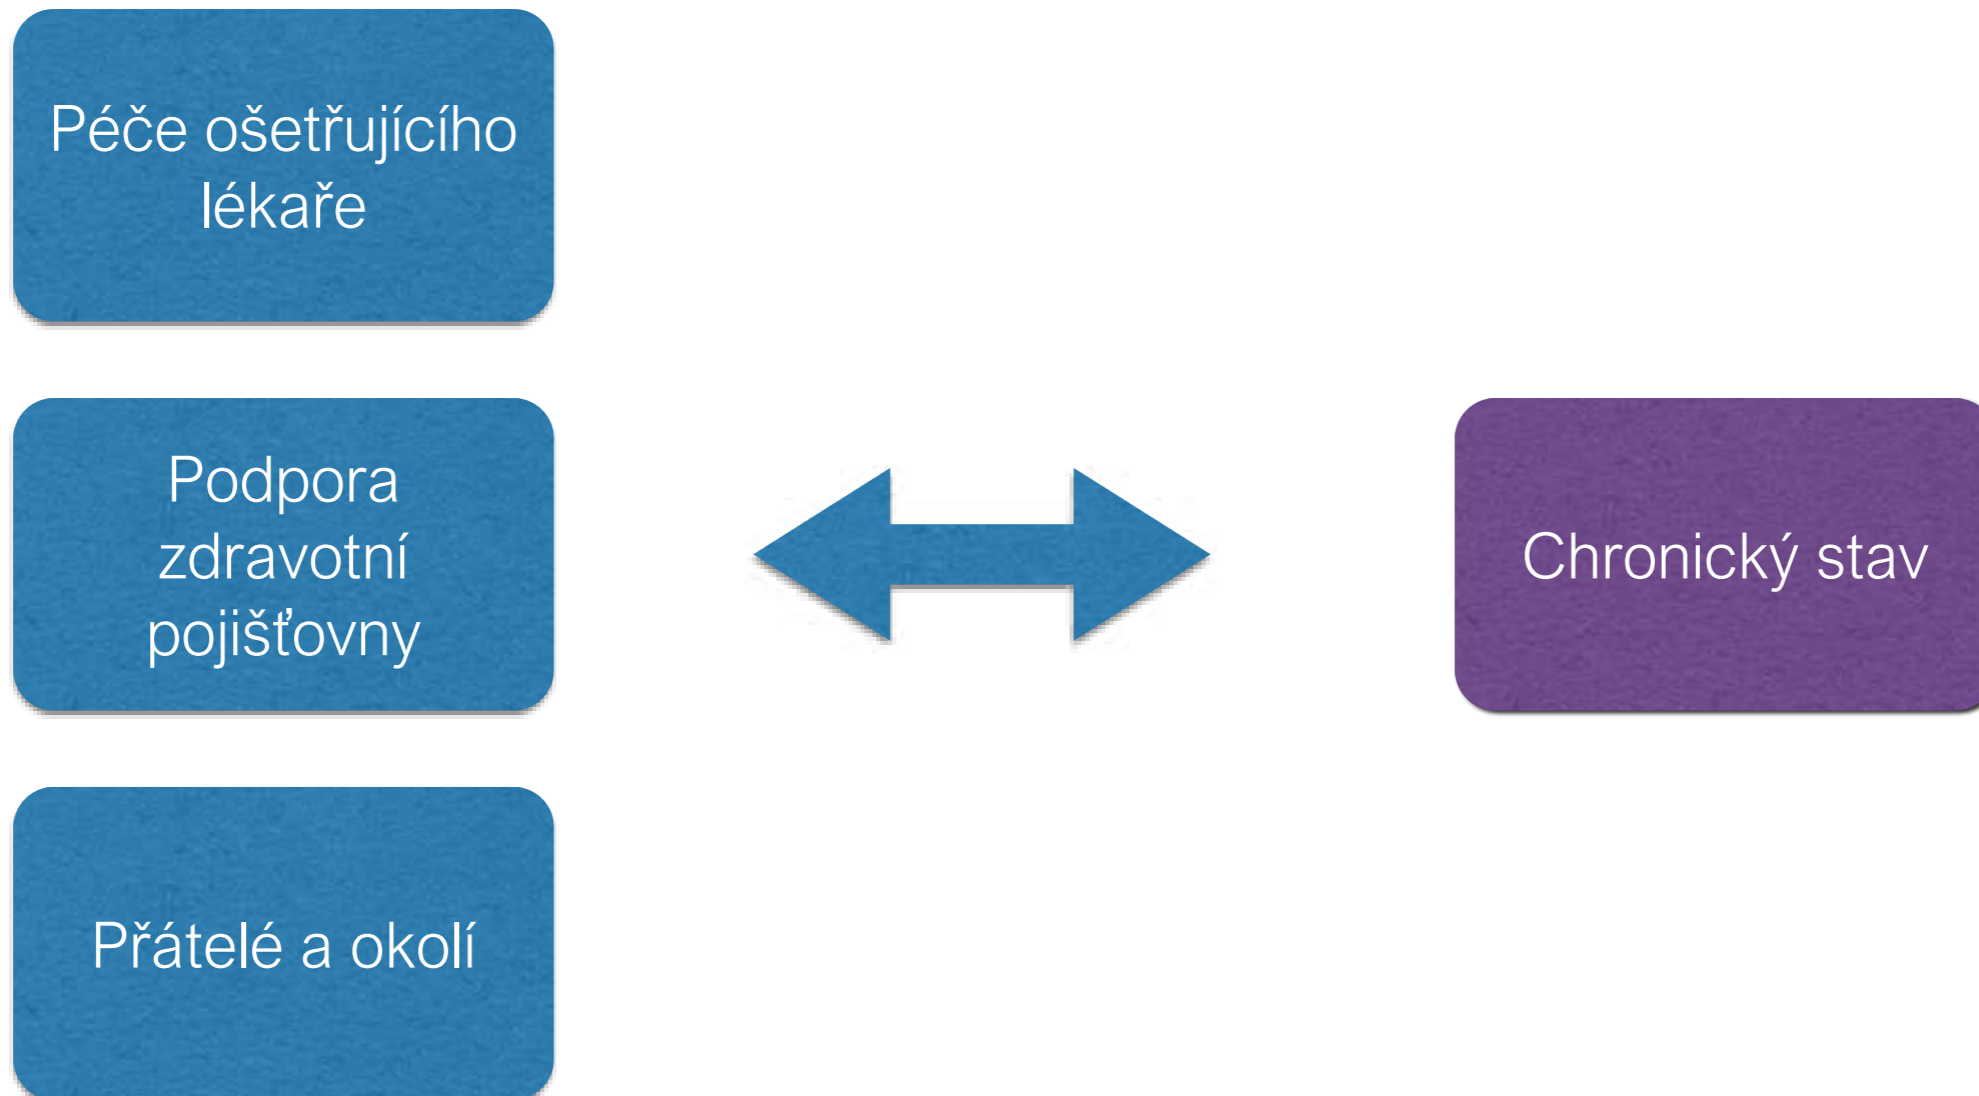 Péče ošetřujícího
lékaře
Podpora
zdravotní
pojišťovny
Chronický stav
Přátelé a okolí